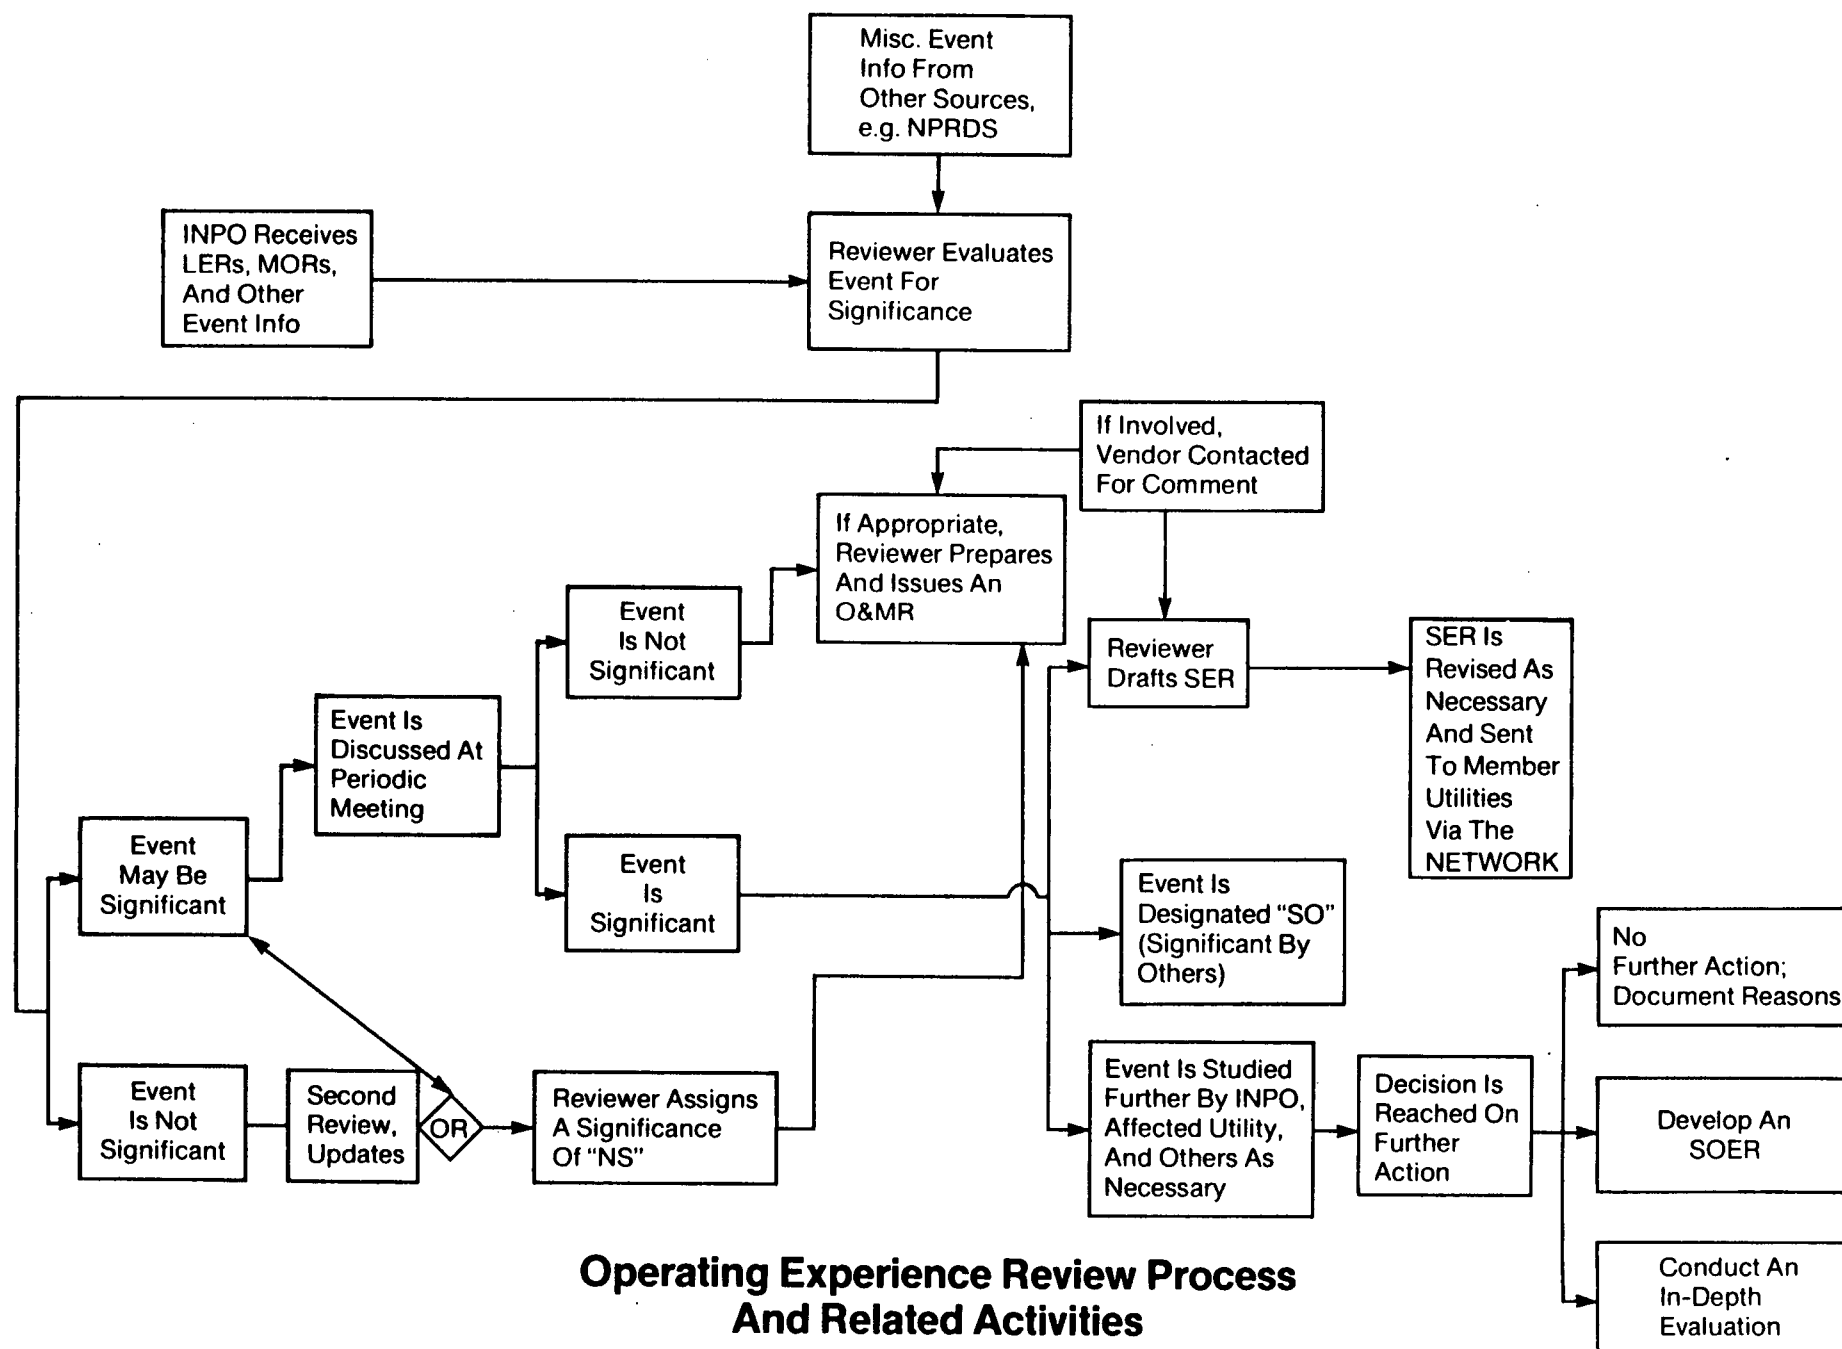 Misc. Event
Info From
Other Sources,
e.g. NPRDS
INPO Receives
LERs, MORs,
And Other
Event Info
Reviewer Evaluates
Event For
Significance
If Involved,
Vendor Contacted
For Comment
If Appropriate,
Reviewer Prepares
And Issues An
O&MR
Event
Is Not
Significant
Reviewer
Drafts SER
SER Is
Revised As
Necessary
And Sent
To Member
Utilities
Via The
NETWORK
Event Is
Discussed At
Periodic
Meeting
Event
May Be
Significant
Event
Is
Significant
Event Is
Designated “SO”
(Significant By
Others)
No
Further Action;
Document Reasons
Event
Is Not
Significant
Second
Review,
Updates
OR
Reviewer Assigns
A Significance
Of “NS”
Event Is Studied
Further By INPO,
Affected Utility,
And Others As
Necessary
Decision Is
Reached On
Further
Action
Develop An
SOER
Conduct An
In-Depth
Evaluation
Operating Experience Review Process
And Related Activities